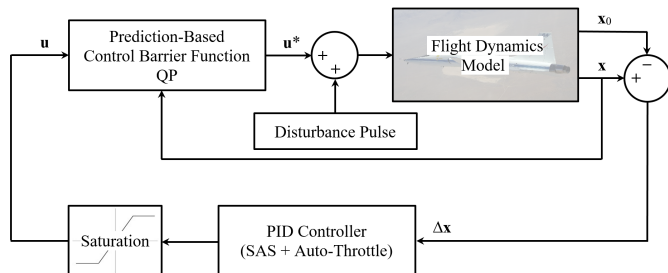 u
Prediction-Based
Control Barrier Function
QP
u*
+
+
Flight Dynamics
Model
x₀
x
+
−
Disturbance Pulse
Saturation
PID Controller
(SAS + Auto-Throttle)
Δx